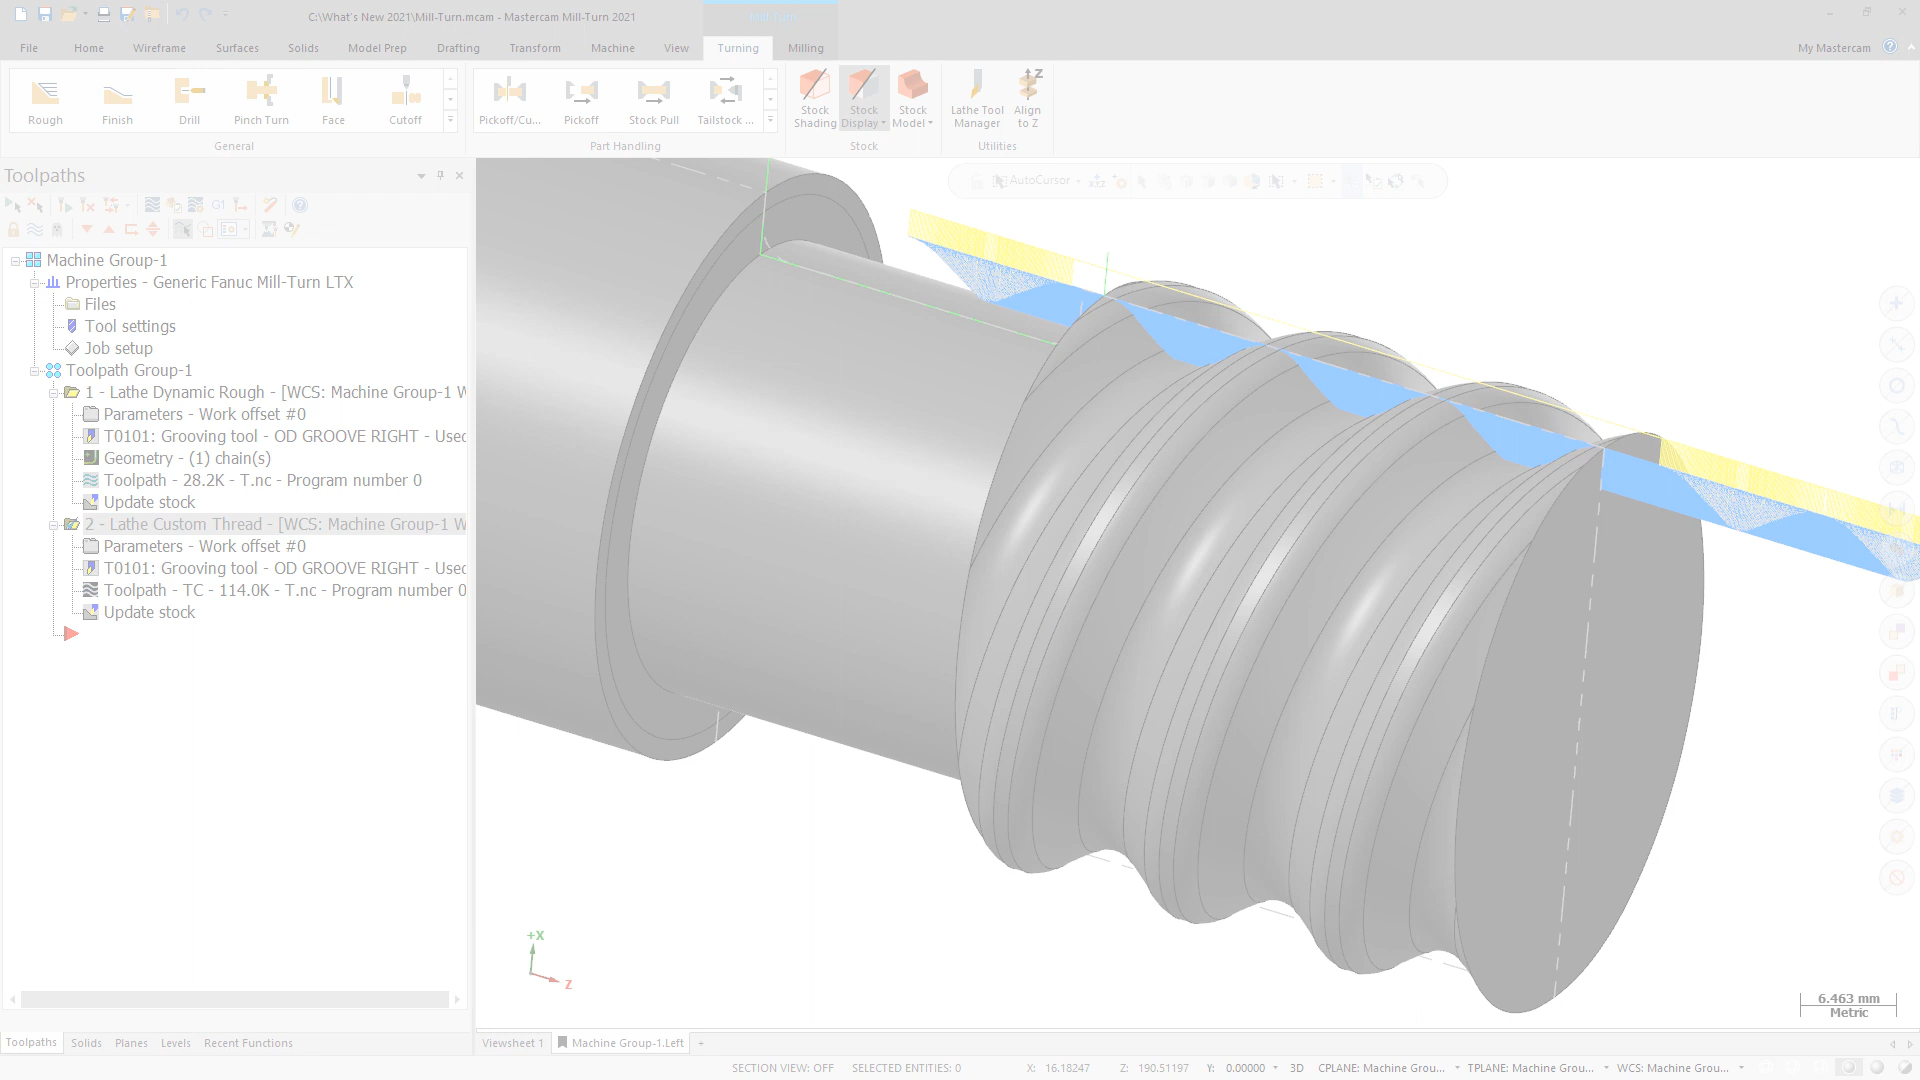 C:\What's New 2021\Mill-Turn.mcam - Mastercam Mill-Turn 2021
Mill-Turn
File Home Wireframe Surfaces Solids Model Prep Drafting Transform Machine View Turning Milling My Mastercam
Rough Finish Drill Pinch Turn Face Cutoff
Pickoff/Cu... Pickoff Stock Pull Tailstock ...
Stock Shading
Stock Display
Stock Model
Lathe Tool Manager
Align to Z
General Part Handling Stock Utilities
Toolpaths
AutoCursor
G1
Machine Group-1
Properties - Generic Fanuc Mill-Turn LTX
Files
Tool settings
Job setup
Toolpath Group-1
1 - Lathe Dynamic Rough - [WCS: Machine Group-1 W
Parameters - Work offset #0
T0101: Grooving tool - OD GROOVE RIGHT - Used
Geometry - (1) chain(s)
Toolpath - 28.2K - T.nc - Program number 0
Update stock
2 - Lathe Custom Thread - [WCS: Machine Group-1 W
Parameters - Work offset #0
T0101: Grooving tool - OD GROOVE RIGHT - Used
Toolpath - TC - 114.0K - T.nc - Program number 0
Update stock
+X
Z
6.463 mm
Metric
Toolpaths Solids Planes Levels Recent Functions
Viewsheet 1 Machine Group-1.Left +
SECTION VIEW: OFF SELECTED ENTITIES: 0 X: 16.18247 Z: 190.51197 Y: 0.00000 3D CPLANE: Machine Grou... TPLANE: Machine Grou... WCS: Machine Grou...